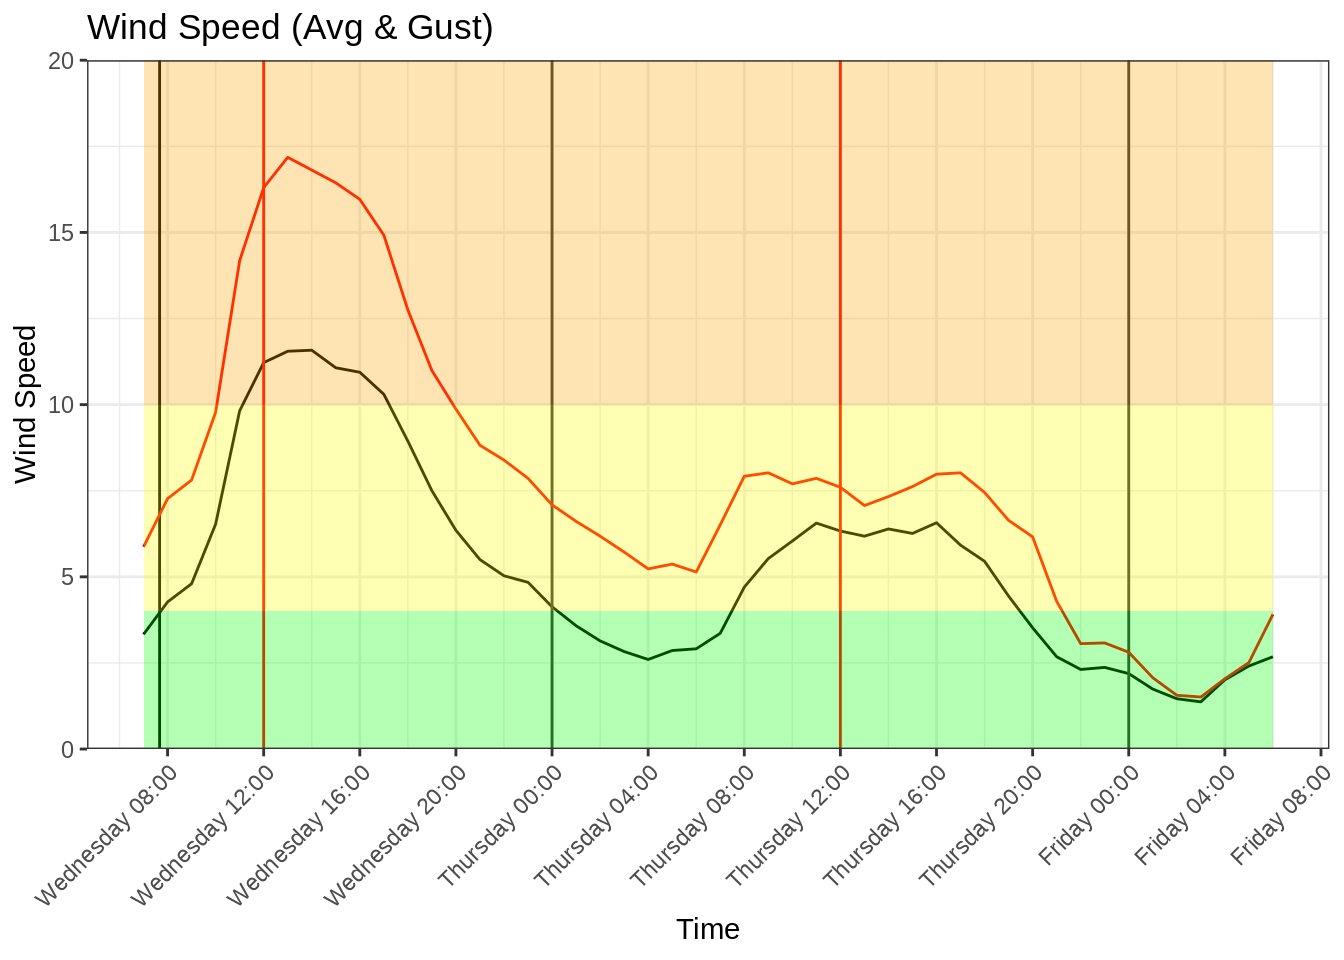 Wind Speed (Avg & Gust)
20
15
10
5
0
Wind Speed
Wednesday 08:00
Wednesday 12:00
Wednesday 16:00
Wednesday 20:00
Thursday 00:00
Thursday 04:00
Thursday 08:00
Thursday 12:00
Thursday 16:00
Thursday 20:00
Friday 00:00
Friday 04:00
Friday 08:00
Time